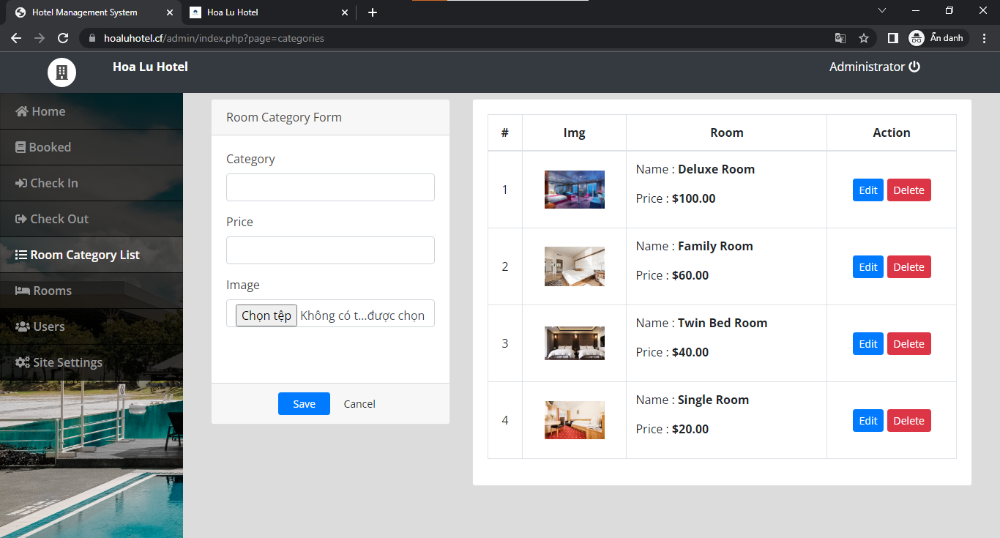 Hotel Management System
Hoa Lu Hotel
hoaluhotel.cf/admin/index.php?page=categories
Ẩn danh
Hoa Lu Hotel
Administrator
Home
Booked
Check In
Check Out
Room Category List
Rooms
Users
Site Settings
Room Category Form
Category
Price
Image
Chọn tệp Không có t...được chọn
Save Cancel
# Img Room Action
1 Name : Deluxe Room
Price : $100.00
Edit Delete
2 Name : Family Room
Price : $60.00
Edit Delete
3 Name : Twin Bed Room
Price : $40.00
Edit Delete
4 Name : Single Room
Price : $20.00
Edit Delete